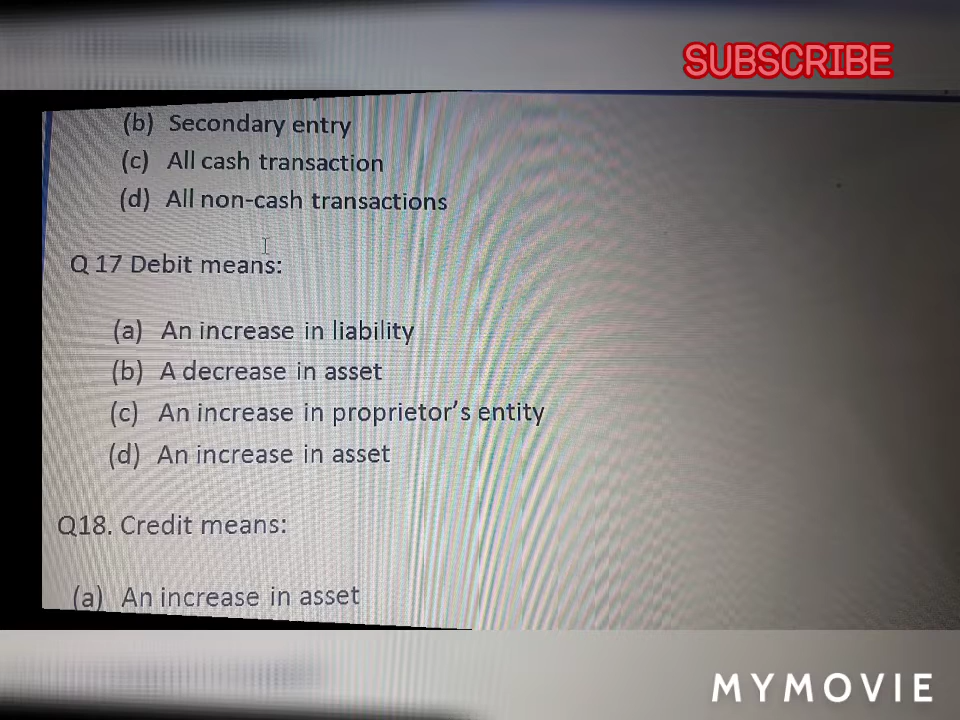 SUBSCRIBE
(b) Secondary entry
(c) All cash transaction
(d) All non-cash transactions
Q 17 Debit means:
(a) An increase in liability
(b) A decrease in asset
(c) An increase in proprietor's entity
(d) An increase in asset
Q18. Credit means:
(a) An increase in asset
MYMOVIE